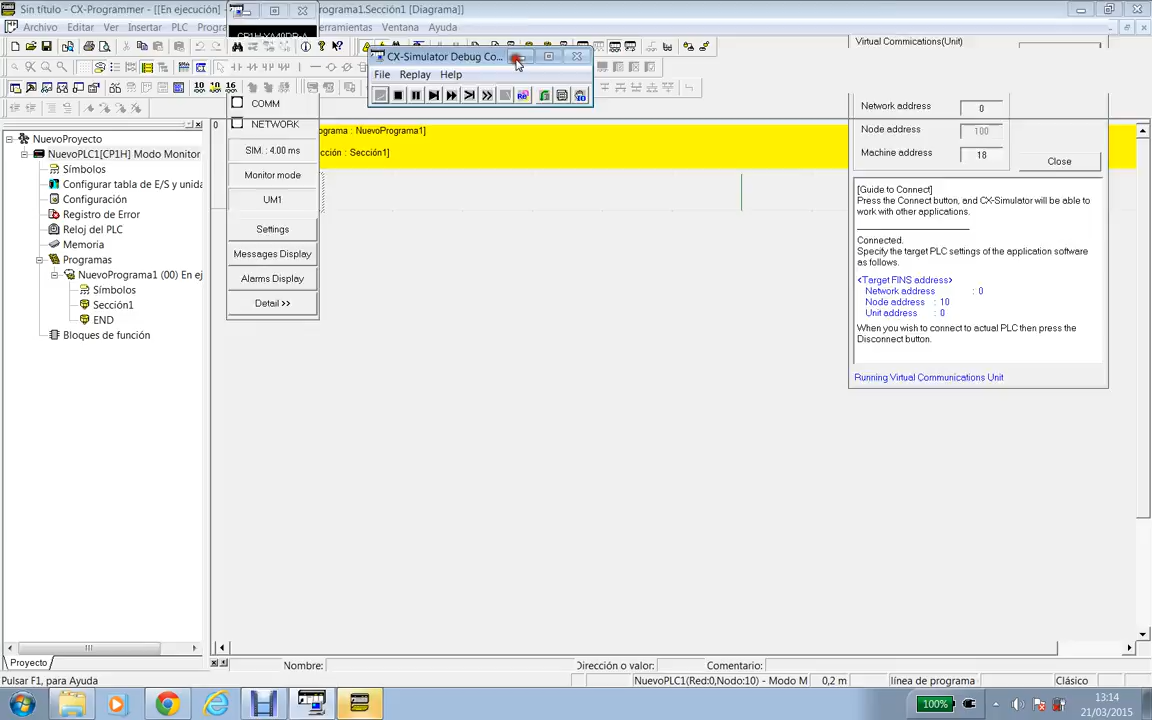 Sin título - CX-Programmer - [[En ejecución]
rograma1.Sección1 [Diagrama]]
Archivo Editar Ver Insertar PLC Progra
erramientas Ventana Ayuda
CP1H-XA40DR-A
CX-Simulator Debug Co...
File Replay Help
COMM
NETWORK
SIM. : 4.00 ms
Monitor mode
UM1
Settings
Messages Display
Alarms Display
Detail >>
ograma : NuevoPrograma1]
cción : Sección1]
0
10 10 16
NuevoProyecto
NuevoPLC1[CP1H] Modo Monitor
Símbolos
Configurar tabla de E/S y unida
Configuración
Registro de Error
Reloj del PLC
Memoria
Programas
NuevoPrograma1 (00) En ej
Símbolos
Sección1
END
Bloques de función
Virtual Commications(Unit)
Network address 0
Node address 100
Machine address 18
Close
[Guide to Connect]
Press the Connect button, and CX-Simulator will be able to
work with other applications.
Connected.
Specify the target PLC settings of the application software
as follows.
<Target FINS address>
Network address : 0
Node address : 10
Unit address : 0
When you wish to connect to actual PLC then press the
Disconnect button.
Running Virtual Communications Unit
Proyecto
Nombre: Dirección o valor: Comentario:
Pulsar F1, para Ayuda
NuevoPLC1(Red:0,Nodo:10) - Modo M 0,2 m línea de programa Clásico
100%
13:14
21/03/2015